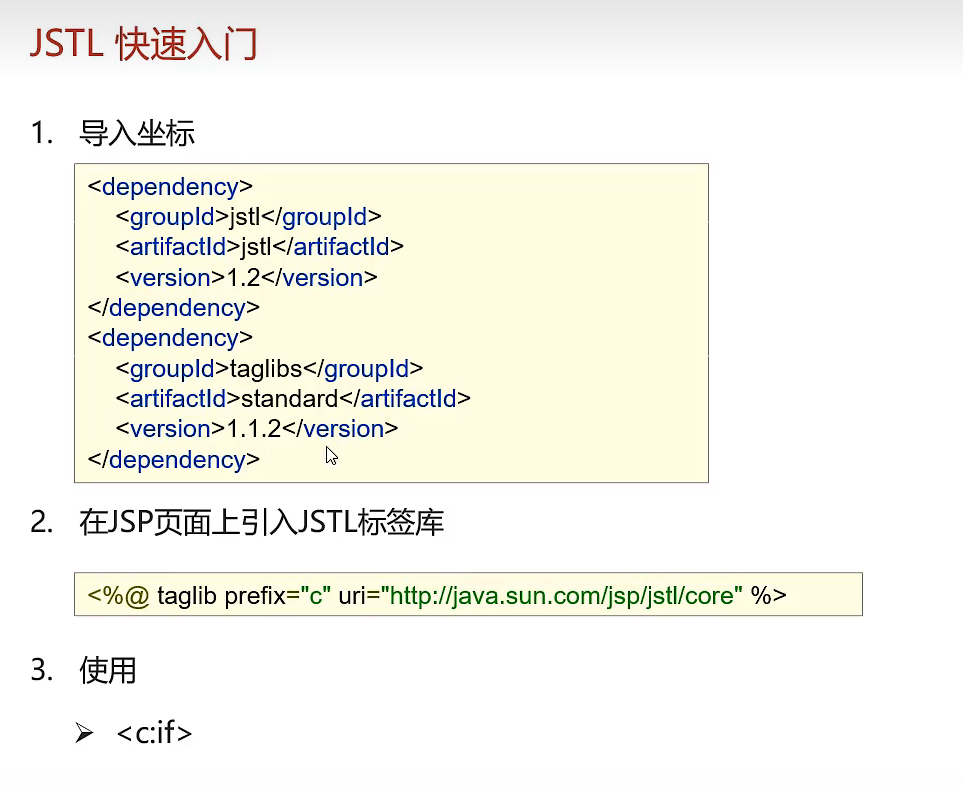 JSTL 快速入门
1. 导入坐标
<dependency>
<groupId>jstl</groupId>
<artifactId>jstl</artifactId>
<version>1.2</version>
</dependency>
<dependency>
<groupId>taglibs</groupId>
<artifactId>standard</artifactId>
<version>1.1.2</version>
</dependency>
2. 在JSP页面上引入JSTL标签库
<%@ taglib prefix="c" uri="http://java.sun.com/jsp/jstl/core" %>
3. 使用
➢ <c:if>